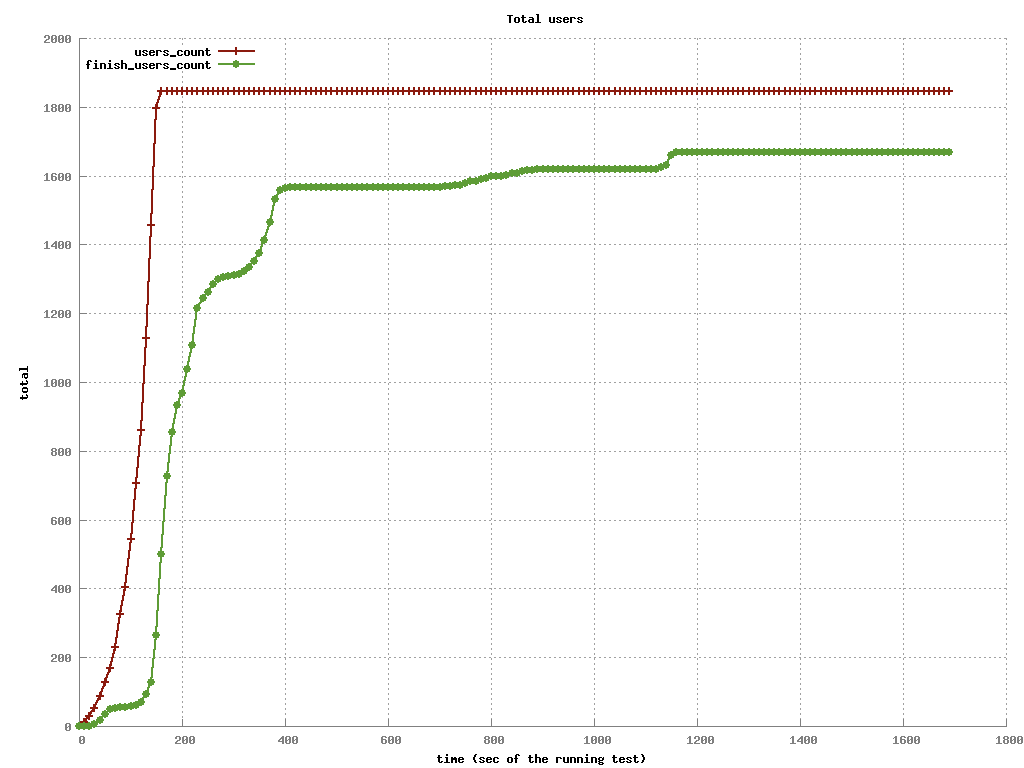 Total users
users_count
finish_users_count
2000
1800
1600
1400
1200
1000
800
600
400
200
0
total
0 200 400 600 800 1000 1200 1400 1600 1800
time (sec of the running test)